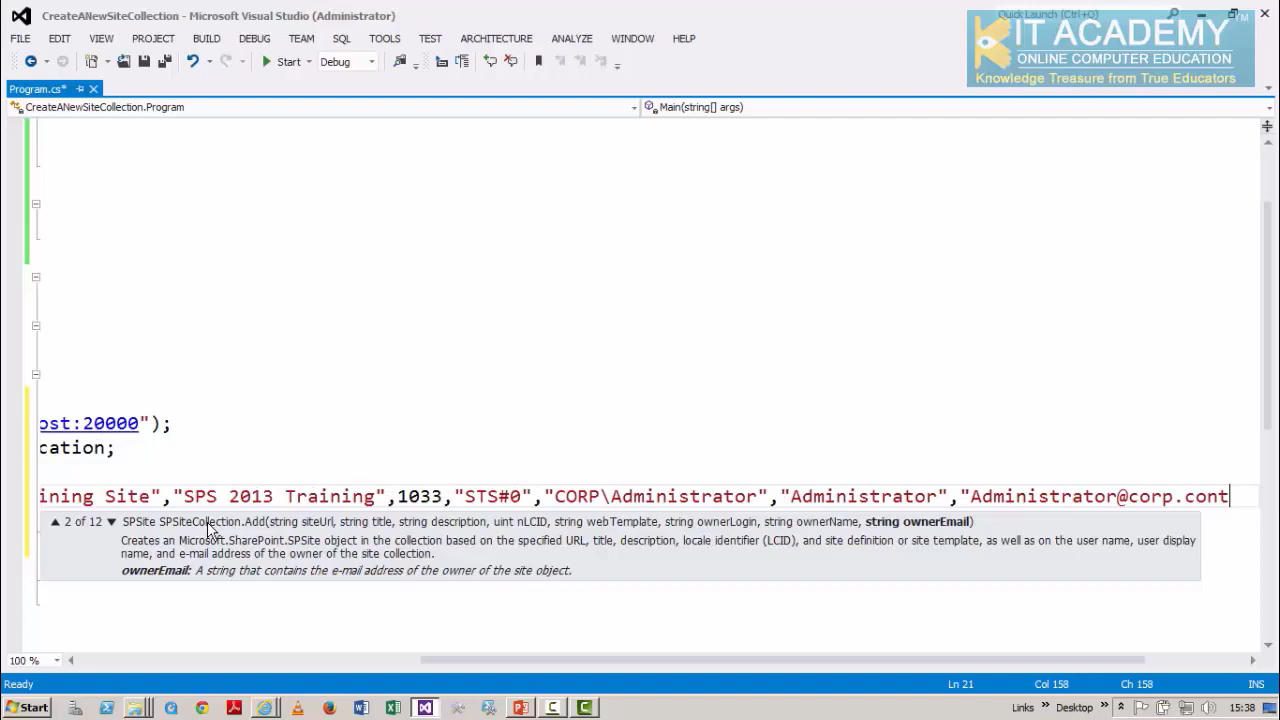 CreateANewSiteCollection - Microsoft Visual Studio (Administrator)
Quick Launch (Ctrl+Q)
KIT ACADEMY
TM
ONLINE COMPUTER EDUCATION
Knowledge Treasure from True Educators
FILE EDIT VIEW PROJECT BUILD DEBUG TEAM SQL TOOLS TEST ARCHITECTURE ANALYZE WINDOW HELP
Start Debug
Program.cs*
CreateANewSiteCollection.Program Main(string[] args)
ost:20000");
cation;
ining Site","SPS 2013 Training",1033,"STS#0","CORP\Administrator","Administrator","Administrator@corp.cont
2 of 12 SPSite SPSiteCollection.Add(string siteUrl, string title, string description, uint nLCID, string webTemplate, string ownerLogin, string ownerName, string ownerEmail)
Creates an Microsoft.SharePoint.SPSite object in the collection based on the specified URL, title, description, locale identifier (LCID), and site definition or site template, as well as on the user name, user display
name, and e-mail address of the owner of the site collection.
ownerEmail: A string that contains the e-mail address of the owner of the site object.
100 %
Ready Ln 21 Col 158 Ch 158 INS
Start Links Desktop 15:38